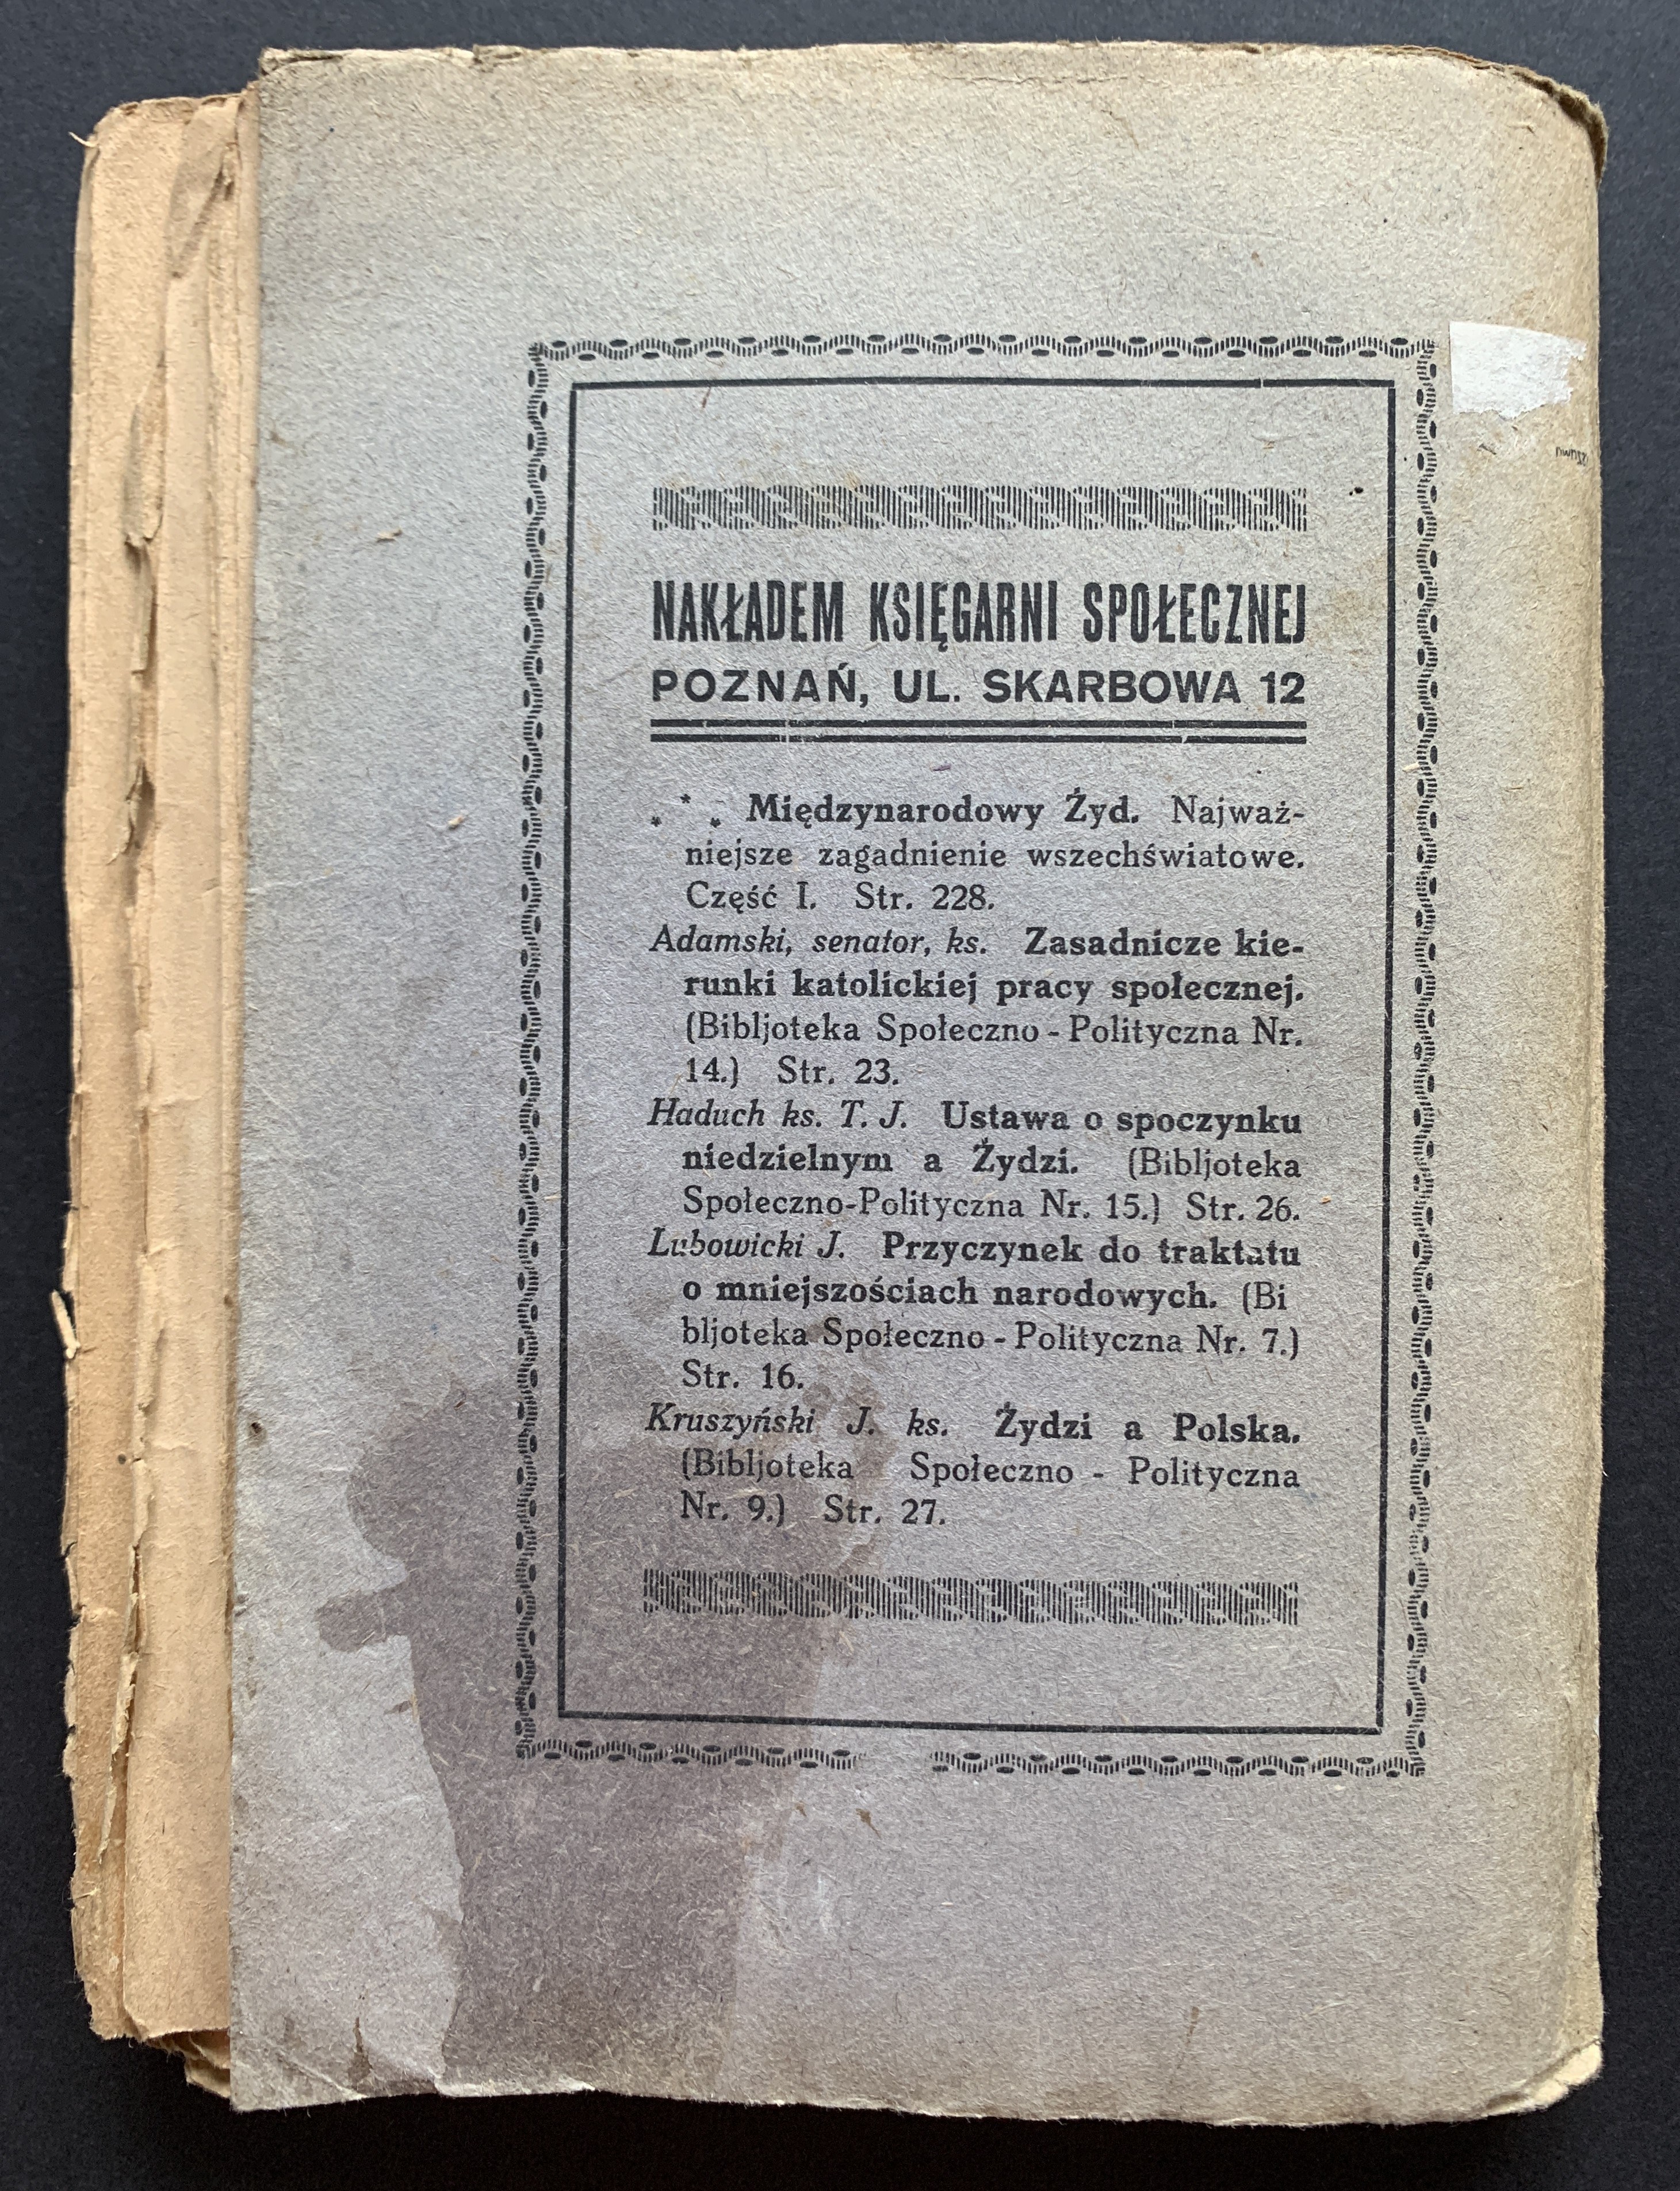 NAKŁADEM KSIĘGARNI SPOŁECZNEJ
POZNAŃ, UL. SKARBOWA 12
* * * Międzynarodowy Żyd. Najważ-
niejsze zagadnienie wszechświatowe.
Część I. Str. 228.
Adamski, senator, ks. Zasadnicze kie-
runki katolickiej pracy społecznej.
(Bibljoteka Społeczno - Polityczna Nr.
14.) Str. 23.
Haduch ks. T. J. Ustawa o spoczynku
niedzielnym a Żydzi. (Bibljoteka
Społeczno-Polityczna Nr. 15.) Str. 26.
Lubowicki J. Przyczynek do traktatu
o mniejszościach narodowych. (Bi
bljoteka Społeczno - Polityczna Nr. 7.)
Str. 16.
Kruszyński J. ks. Żydzi a Polska.
(Bibljoteka Społeczno - Polityczna
Nr. 9.) Str. 27.